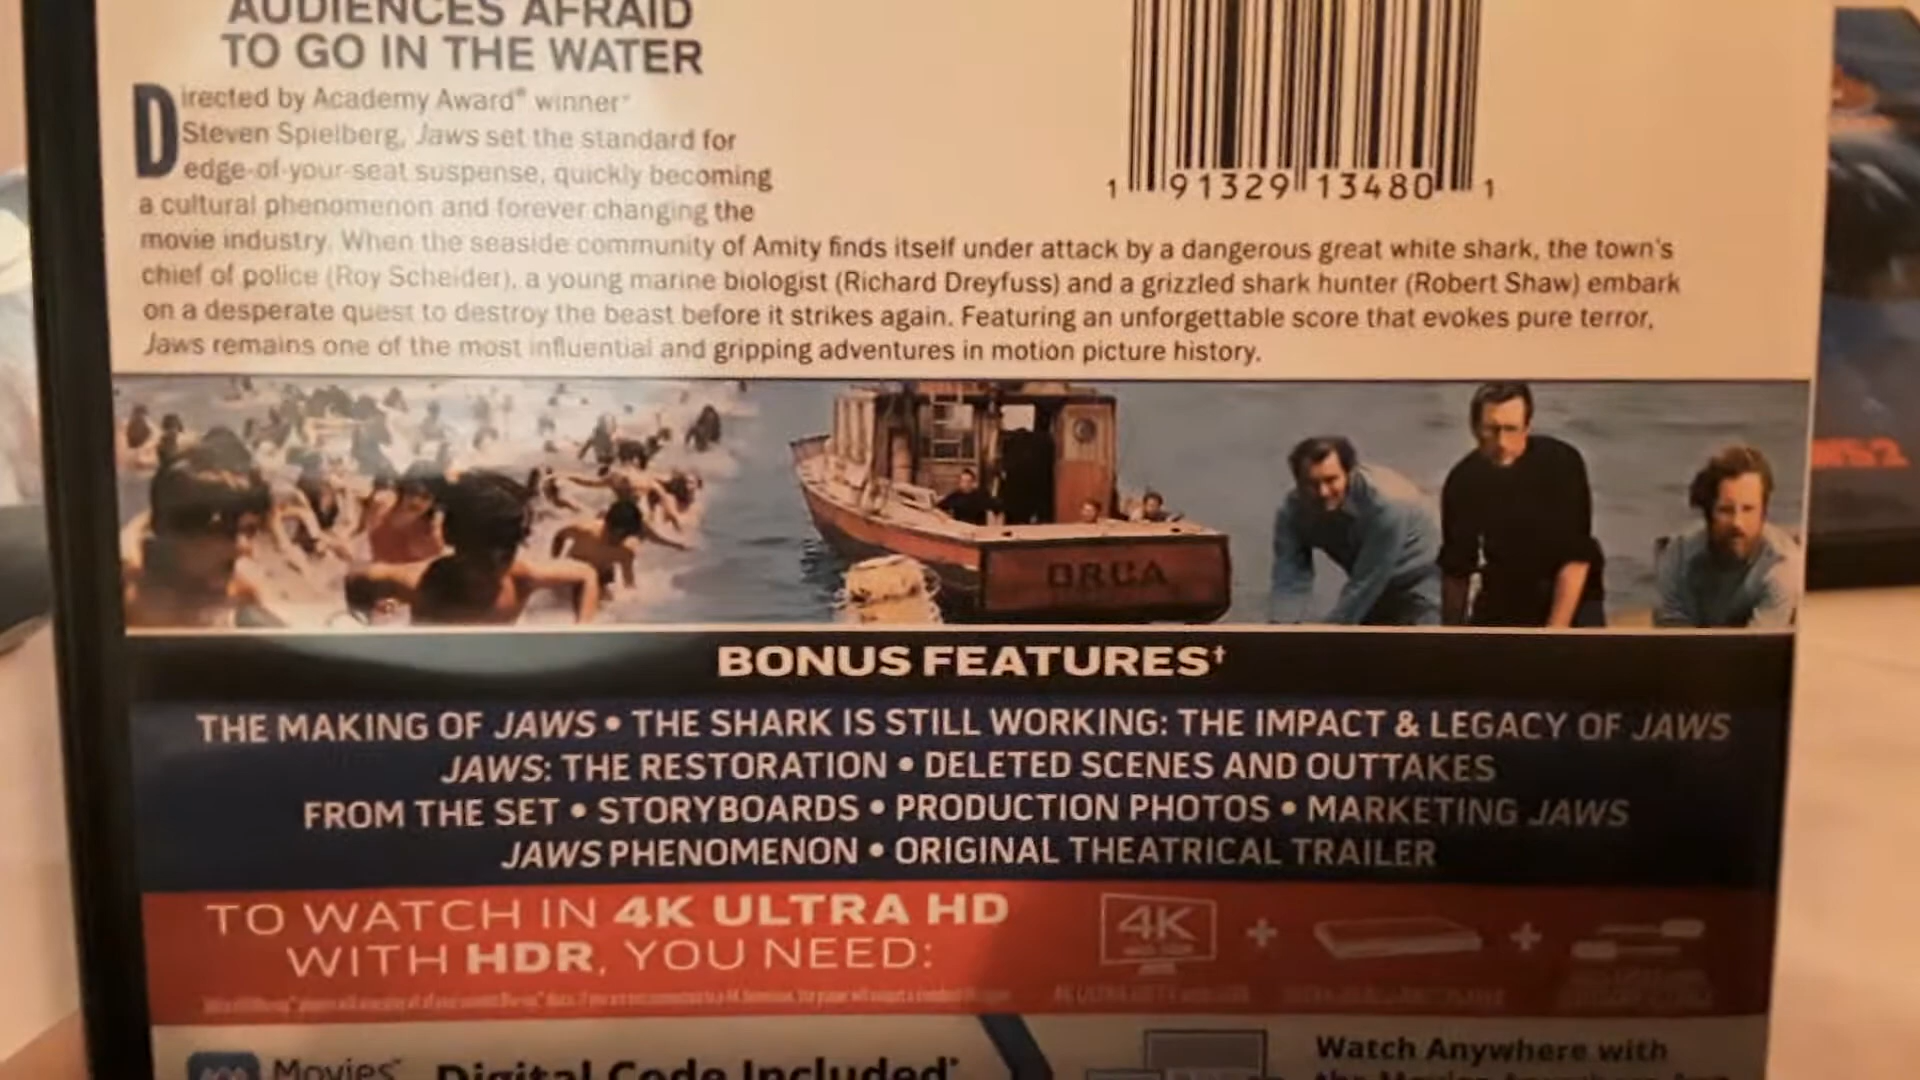 AUDIENCES AFRAID
TO GO IN THE WATER
Directed by Academy Award® winner*
Steven Spielberg, Jaws set the standard for
edge-of-your-seat suspense, quickly becoming
a cultural phenomenon and forever changing the
movie industry. When the seaside community of Amity finds itself under attack by a dangerous great white shark, the town's
chief of police (Roy Scheider), a young marine biologist (Richard Dreyfuss) and a grizzled shark hunter (Robert Shaw) embark
on a desperate quest to destroy the beast before it strikes again. Featuring an unforgettable score that evokes pure terror,
Jaws remains one of the most influential and gripping adventures in motion picture history.
1 91329 13480 1
ORCA
BONUS FEATURES†
THE MAKING OF JAWS • THE SHARK IS STILL WORKING: THE IMPACT & LEGACY OF JAWS
JAWS: THE RESTORATION • DELETED SCENES AND OUTTAKES
FROM THE SET • STORYBOARDS • PRODUCTION PHOTOS • MARKETING JAWS
JAWS PHENOMENON • ORIGINAL THEATRICAL TRAILER
TO WATCH IN 4K ULTRA HD
WITH HDR, YOU NEED:
4K
+
+
Movies
Digital Code Included*
Watch Anywhere with